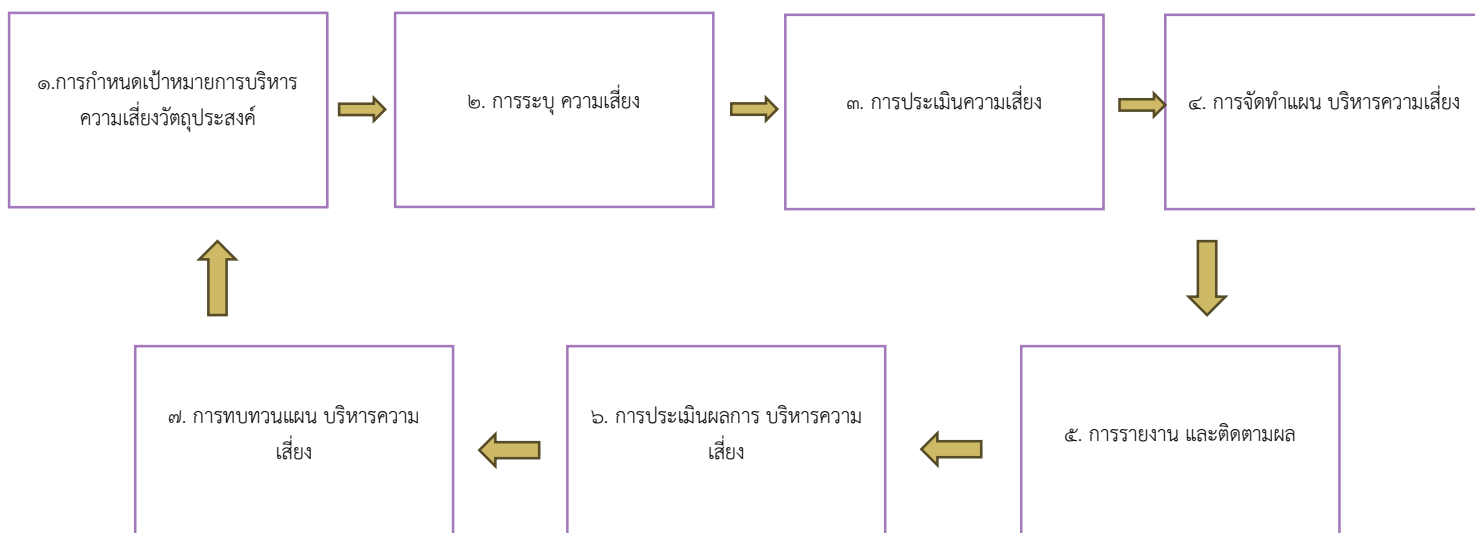 ๑.การกำหนดเป้าหมายการบริหาร
ความเสี่ยงวัตถุประสงค์
๒. การระบุ ความเสี่ยง
๓. การประเมินความเสี่ยง
๔. การจัดทำแผน บริหารความเสี่ยง
๕. การรายงาน และติดตามผล
๖. การประเมินผลการ บริหารความ
เสี่ยง
๗. การทบทวนแผน บริหารความ
เสี่ยง